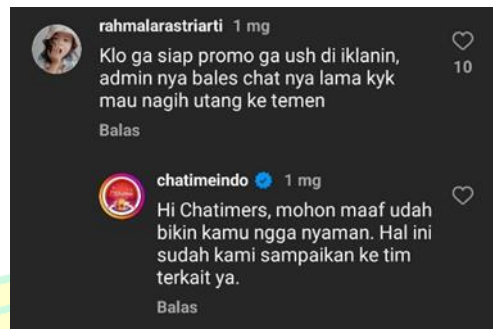 rahmalarastriarti 1 mg
Klo ga siap promo ga ush di iklanin,
admin nya bales chat nya lama kyk
mau nagih utang ke temen
10
Balas
chatimeindo 1 mg
Hi Chatimers, mohon maaf udah
bikin kamu ngga nyaman. Hal ini
sudah kami sampaikan ke tim
terkait ya.
Balas